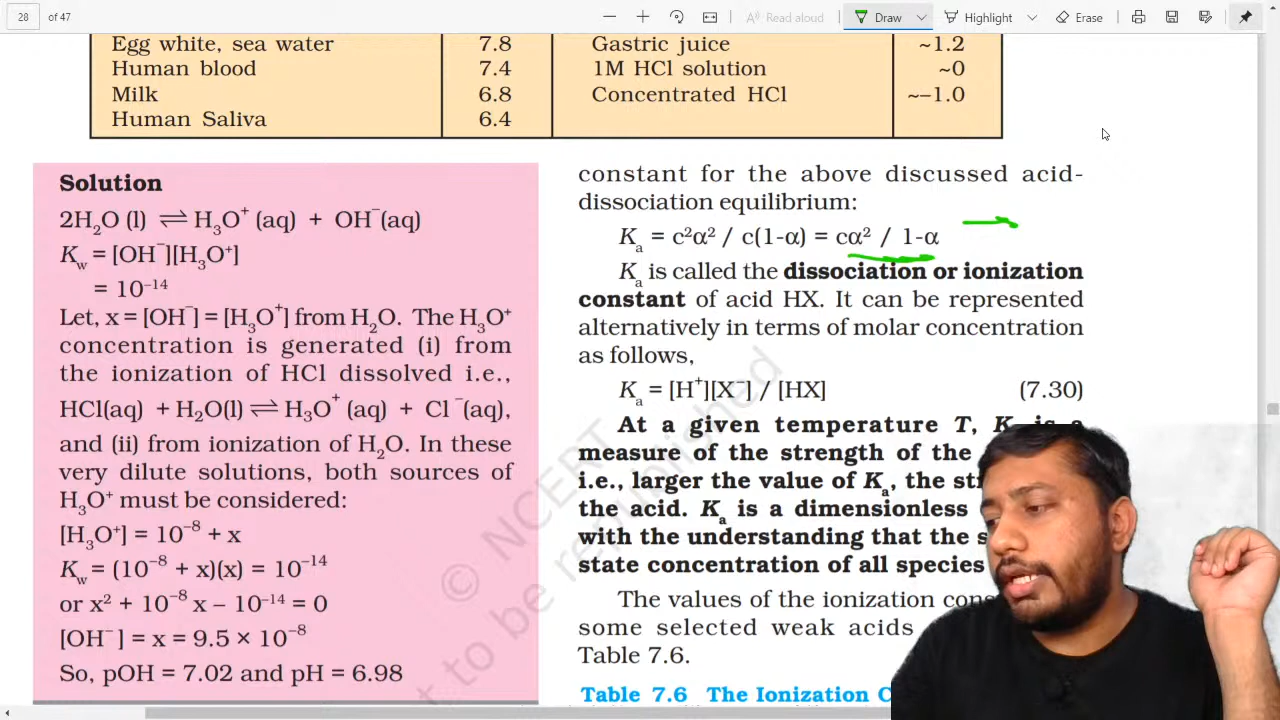 28 of 47
Read aloud
Draw
Highlight
Erase
Egg white, sea water 7.8 Gastric juice ~1.2
Human blood 7.4 1M HCl solution ~0
Milk 6.8 Concentrated HCl ~–1.0
Human Saliva 6.4
Solution
2H₂O (l) ⇌ H₃O⁺ (aq) + OH⁻(aq)
K_w = [OH⁻][H₃O⁺]
= 10⁻¹⁴
Let, x = [OH⁻] = [H₃O⁺] from H₂O. The H₃O⁺
concentration is generated (i) from
the ionization of HCl dissolved i.e.,
HCl(aq) + H₂O(l) ⇌ H₃O⁺ (aq) + Cl⁻(aq),
and (ii) from ionization of H₂O. In these
very dilute solutions, both sources of
H₃O⁺ must be considered:
[H₃O⁺] = 10⁻⁸ + x
K_w = (10⁻⁸ + x)(x) = 10⁻¹⁴
or x² + 10⁻⁸ x – 10⁻¹⁴ = 0
[OH⁻] = x = 9.5 × 10⁻⁸
So, pOH = 7.02 and pH = 6.98
constant for the above discussed acid-
dissociation equilibrium:
Kₐ = c²α² / c(1-α) = cα² / 1-α
Kₐ is called the dissociation or ionization
constant of acid HX. It can be represented
alternatively in terms of molar concentration
as follows,
Kₐ = [H⁺][X⁻] / [HX] (7.30)
At a given temperature T, K is a
measure of the strength of the
i.e., larger the value of Kₐ, the
the acid. Kₐ is a dimensionless
with the understanding that the
state concentration of all species
The values of the ionization
some selected weak acids
Table 7.6.
Table 7.6 The Ionization
© NCERT
not to be republished